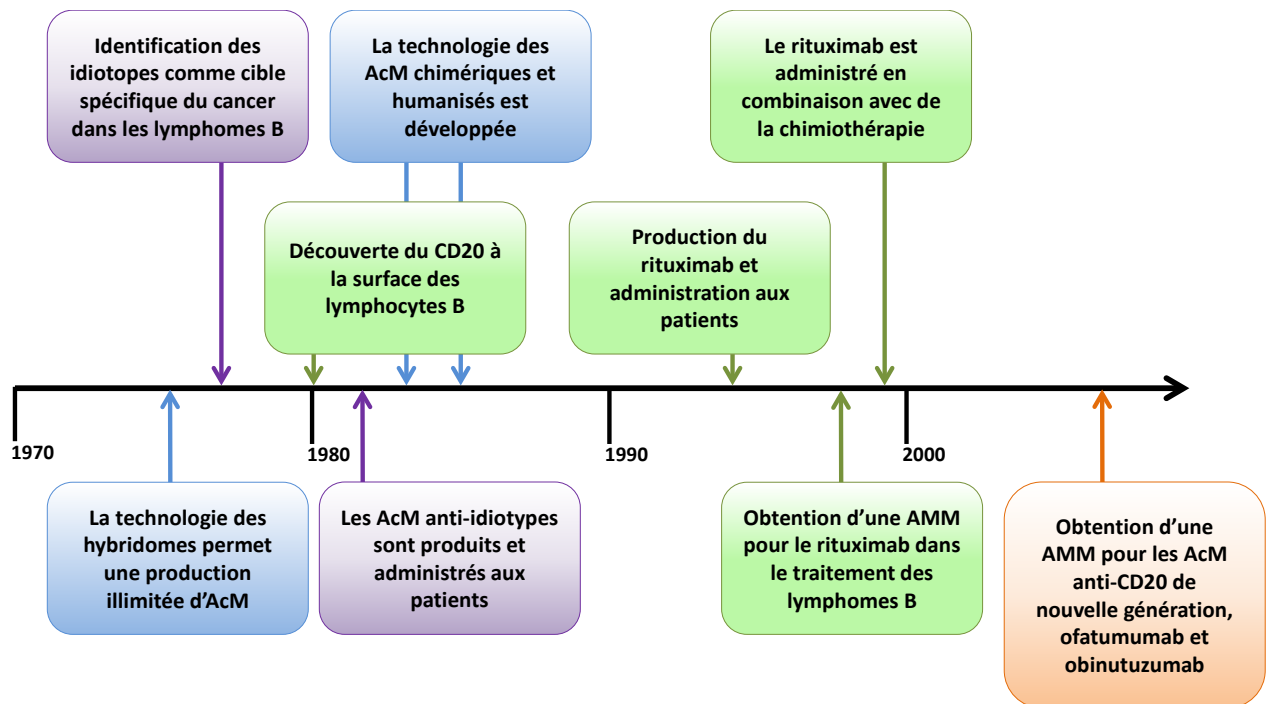 Identification des
idiotopes comme cible
spécifique du cancer
dans les lymphomes B
La technologie des
AcM chimériques et
humanisés est
développée
Le rituximab est
administré en
combinaison avec de
la chimiothérapie
Découverte du CD20 à
la surface des
lymphocytes B
Production du
rituximab et
administration aux
patients
1970
1980
1990
2000
La technologie des
hybridomes permet
une production
illimitée d'AcM
Les AcM anti-idiotypes
sont produits et
administrés aux
patients
Obtention d'une AMM
pour le rituximab dans
le traitement des
lymphomes B
Obtention d'une
AMM pour les AcM
anti-CD20 de
nouvelle génération,
ofatumumab et
obinutuzumab